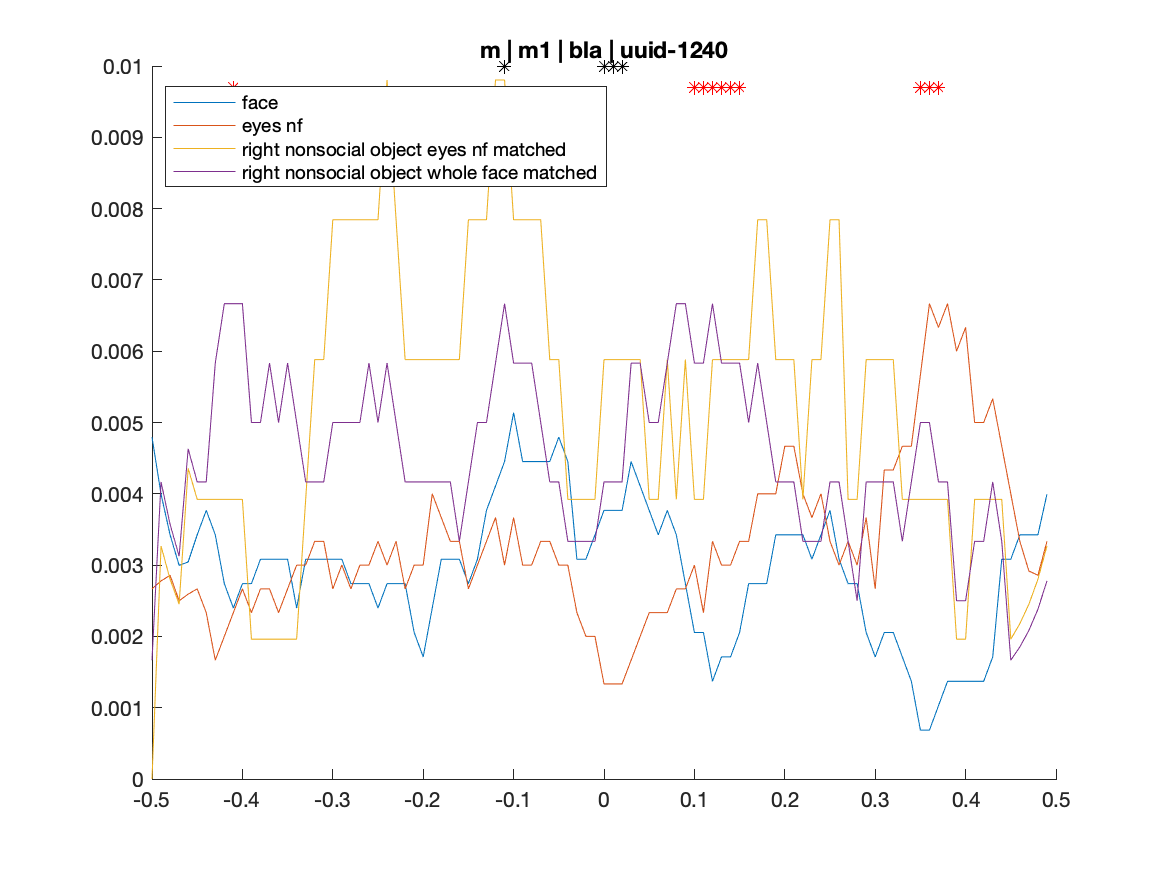 m | m1 | bla | uuid-1240
0.01
0.009
0.008
0.007
0.006
0.005
0.004
0.003
0.002
0.001
0
face
eyes nf
right nonsocial object eyes nf matched
right nonsocial object whole face matched
-0.5 -0.4 -0.3 -0.2 -0.1 0 0.1 0.2 0.3 0.4 0.5